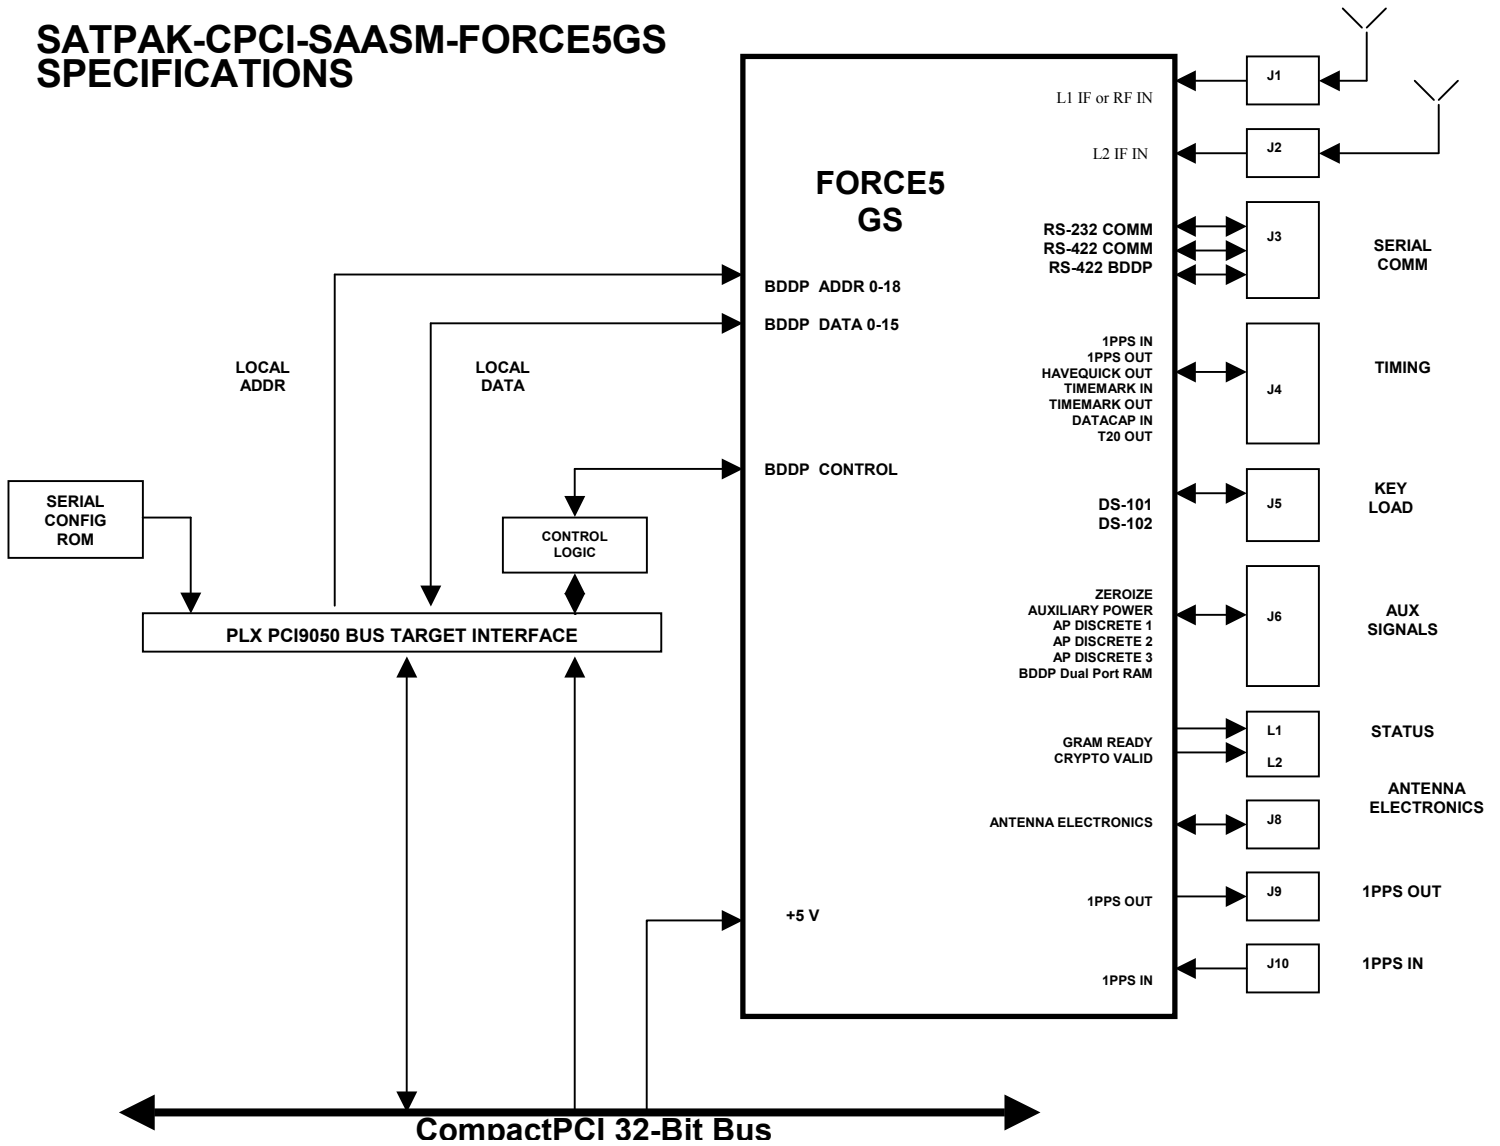 SATPAK-CPCI-SAASM-FORCE5GS
SPECIFICATIONS
J1
L1 IF or RF IN
J2
L2 IF IN
FORCE5
GS
RS-232 COMM
RS-422 COMM
RS-422 BDDP
J3
SERIAL
COMM
BDDP ADDR 0-18
BDDP DATA 0-15
LOCAL
ADDR
LOCAL
DATA
1PPS IN
1PPS OUT
HAVEQUICK OUT
TIMEMARK IN
TIMEMARK OUT
DATACAP IN
T20 OUT
J4
TIMING
BDDP CONTROL
SERIAL
CONFIG
ROM
CONTROL
LOGIC
DS-101
DS-102
J5
KEY
LOAD
PLX PCI9050 BUS TARGET INTERFACE
ZEROIZE
AUXILIARY POWER
AP DISCRETE 1
AP DISCRETE 2
AP DISCRETE 3
BDDP Dual Port RAM
J6
AUX
SIGNALS
GRAM READY
CRYPTO VALID
L1
L2
STATUS
ANTENNA
ELECTRONICS
ANTENNA ELECTRONICS
J8
1PPS OUT
J9
1PPS OUT
+5 V
1PPS IN
J10
1PPS IN
CompactPCI 32-Bit Bus